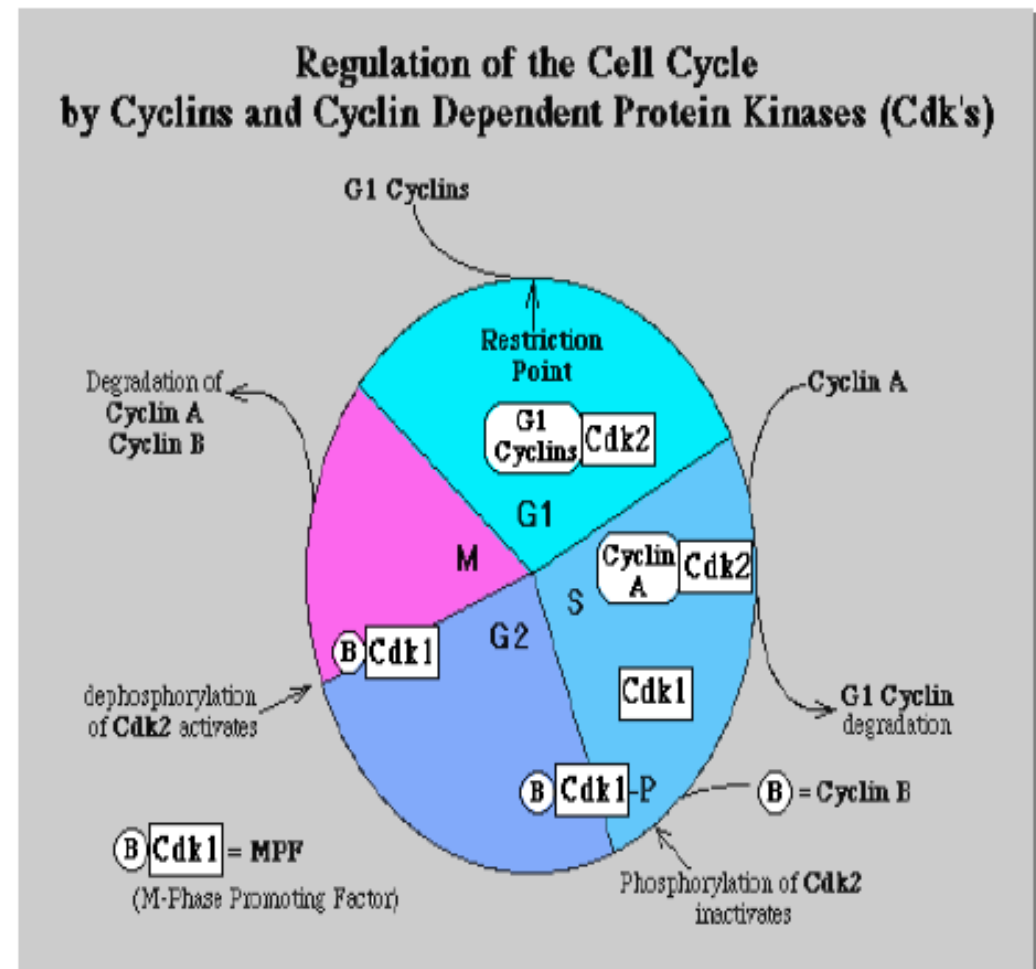 Regulation of the Cell Cycle
by Cyclins and Cyclin Dependent Protein Kinases (Cdk's)
G1 Cyclins
Restriction
Point
Degradation of
Cyclin A
Cyclin B
Cyclin A
G1
Cyclins
Cdk2
G1
M
Cyclin
A
Cdk2
S
G2
B
Cdk1
Cdk1
dephosphorylation
of Cdk2 activates
G1 Cyclin
degradation
B
Cdk1-P
B = Cyclin B
B Cdk1 = MPF
(M-Phase Promoting Factor)
Phosphorylation of Cdk2
inactivates